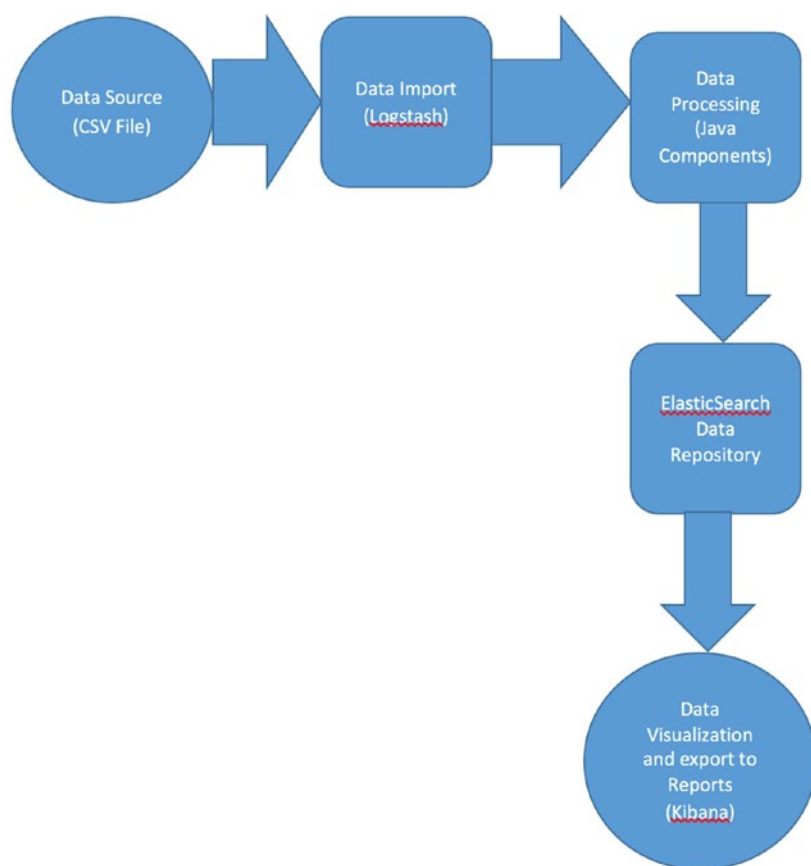 Data Source
(CSV File)
Data Import
(Logstash)
Data
Processing
(Java
Components)
ElasticSearch
Data
Repository
Data
Visualization
and export to
Reports
(Kibana)